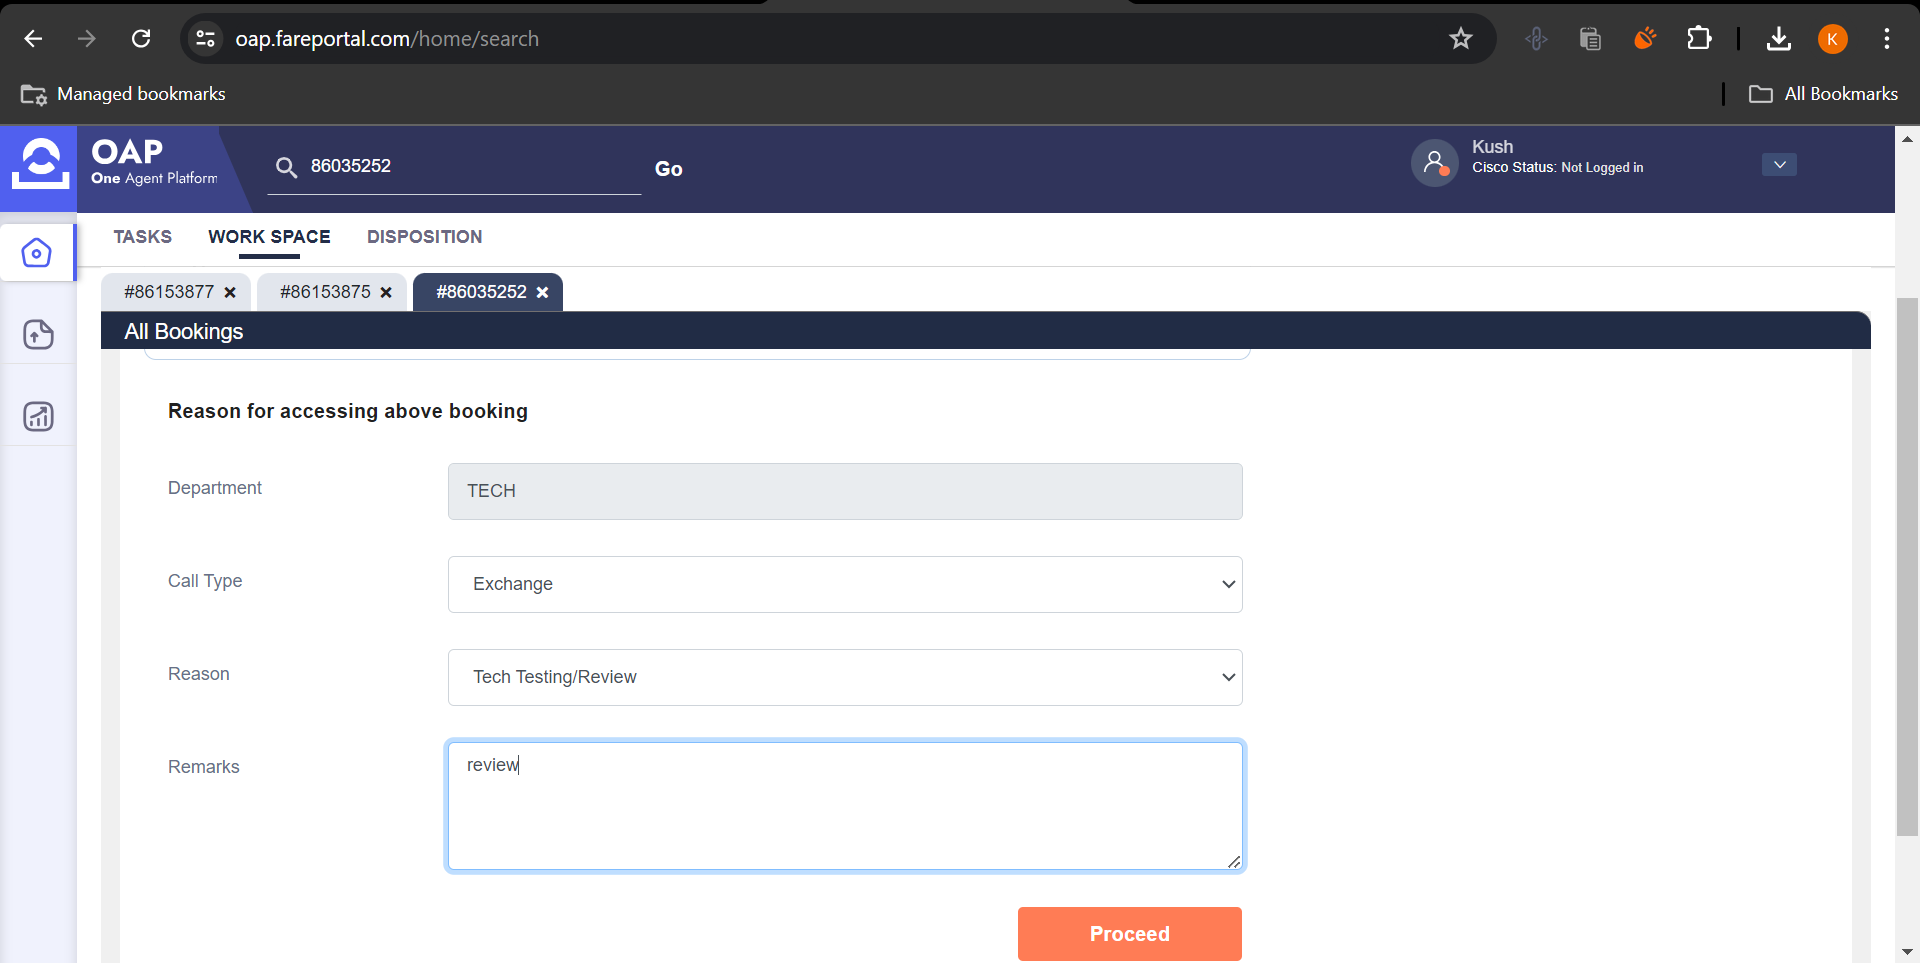 oap.fareportal.com/home/search
K
Managed bookmarks
All Bookmarks
OAP
One Agent Platform
86035252
Go
Kush
Cisco Status: Not Logged in
TASKS
WORK SPACE
DISPOSITION
#86153877
#86153875
#86035252
All Bookings
Reason for accessing above booking
Department
TECH
Call Type
Exchange
Reason
Tech Testing/Review
Remarks
review
Proceed